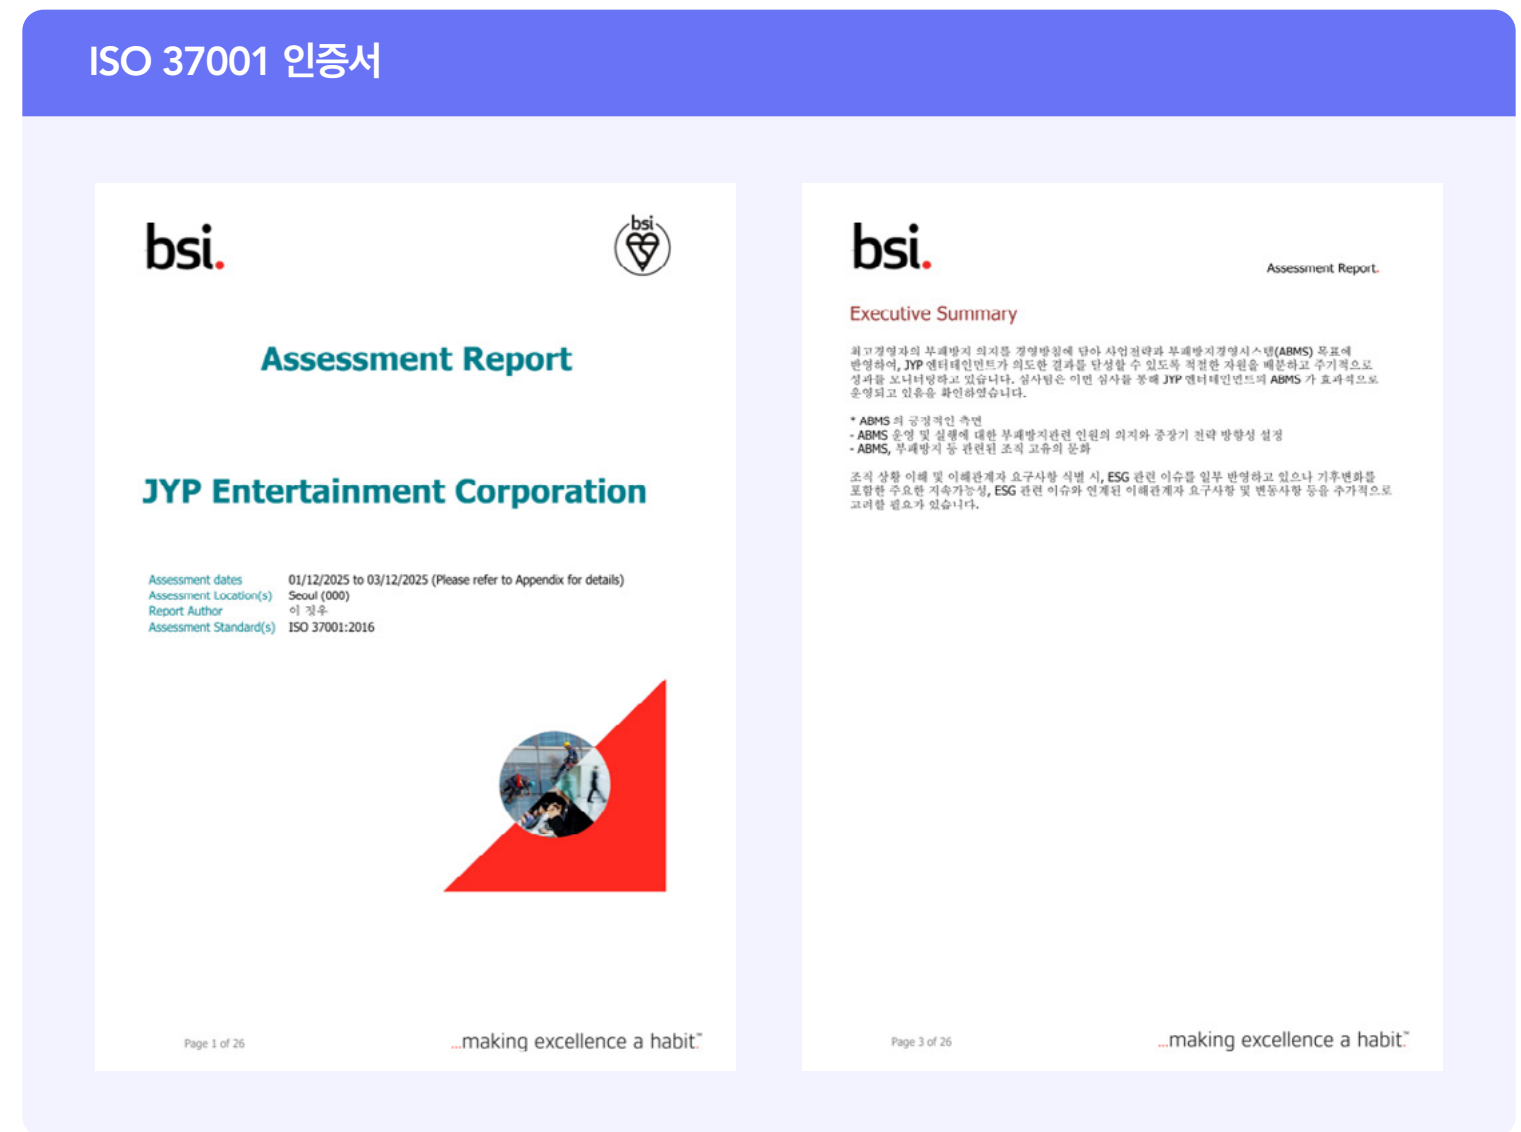 ISO 37001 인증서
bsi.
bsi
Assessment Report
JYP Entertainment Corporation
Assessment dates 01/12/2025 to 03/12/2025 (Please refer to Appendix for details)
Assessment Location(s) Seoul (000)
Report Author 이 정우
Assessment Standard(s) ISO 37001:2016
Page 1 of 26
...making excellence a habit.™
bsi.
Assessment Report.
Executive Summary
최고경영자의 부패방지 의지를 경영방침에 담아 사업전략과 부패방지경영시스템(ABMS) 목표에
반영하여, JYP 엔터테인먼트가 의도한 결과를 달성할 수 있도록 적절한 자원을 배분하고 주기적으로
성과를 모니터링하고 있습니다. 심사팀은 이번 심사를 통해 JYP 엔터테인먼트의 ABMS 가 효과적으로
운영되고 있음을 확인하였습니다.
* ABMS 의 긍정적인 측면
- ABMS 운영 및 실행에 대한 부패방지관련 인원의 의지와 중장기 전략 방향성 설정
- ABMS, 부패방지 등 관련된 조직 고유의 문화
조직 상황 이해 및 이해관계자 요구사항 식별 시, ESG 관련 이슈를 일부 반영하고 있으나 기후변화를
포함한 주요한 지속가능성, ESG 관련 이슈와 연계된 이해관계자 요구사항 및 변동사항 등을 추가적으로
고려할 필요가 있습니다.
Page 3 of 26
...making excellence a habit.™